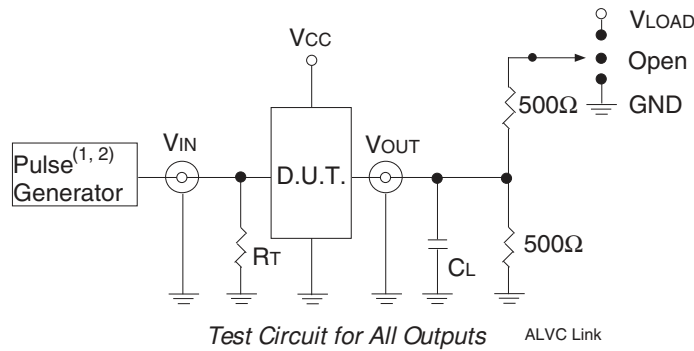 VLOAD
VCC
Open
500Ω
GND
VIN
VOUT
Pulse(1, 2)
Generator
D.U.T.
RT
CL
500Ω
Test Circuit for All Outputs
ALVC Link